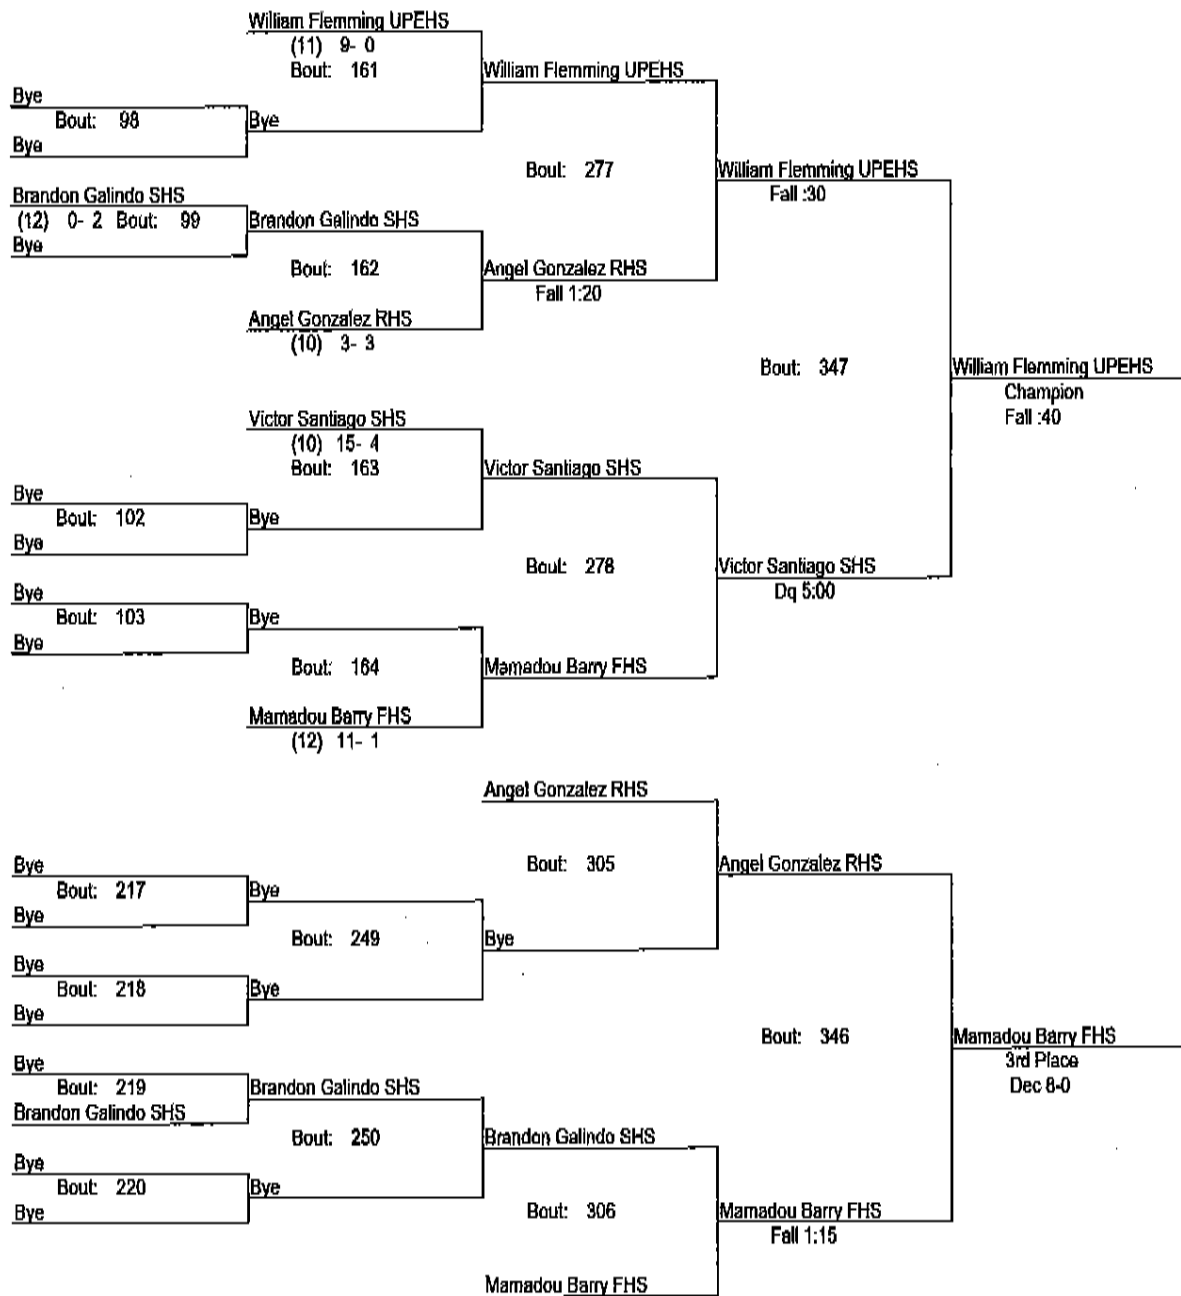 William Flemming UPEHS
(11) 9- 0
Bout: 161
William Flemming UPEHS
Bye
Bout: 98
Bye
Bye
Bout: 277
William Flemming UPEHS
Fall :30
Brandon Galindo SHS
(12) 0- 2 Bout: 99
Brandon Galindo SHS
Bye
Bout: 162
Angel Gonzalez RHS
Fall 1:20
Angel Gonzalez RHS
(10) 3- 3
Bout: 347
William Flemming UPEHS
Champion
Fall :40
Victor Santiago SHS
(10) 15- 4
Bout: 163
Victor Santiago SHS
Bye
Bout: 102
Bye
Bye
Bout: 278
Victor Santiago SHS
Dq 5:00
Bye
Bout: 103
Bye
Bye
Bout: 164
Mamadou Barry FHS
Mamadou Barry FHS
(12) 11- 1
Angel Gonzalez RHS
Bout: 305
Angel Gonzalez RHS
Bye
Bout: 217
Bye
Bye
Bout: 249
Bye
Bye
Bout: 218
Bye
Bye
Bout: 346
Mamadou Barry FHS
3rd Place
Dec 8-0
Bye
Bout: 219
Brandon Galindo SHS
Brandon Galindo SHS
Bout: 250
Brandon Galindo SHS
Bye
Bout: 220
Bye
Bye
Bout: 306
Mamadou Barry FHS
Fall 1:15
Mamadou Barry FHS